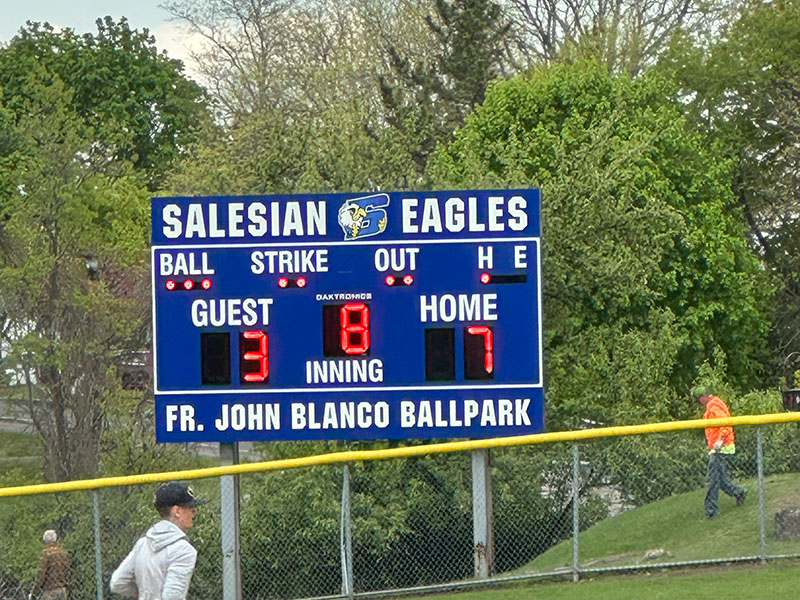 SALESIAN S EAGLES
BALL STRIKE OUT H E
GUEST DAKTRONICS HOME
3 8 7
INNING
FR. JOHN BLANCO BALLPARK